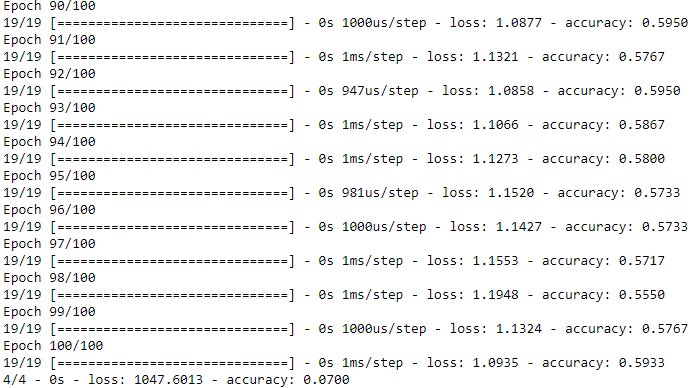 Epoch 90/100
19/19 [==============================] - 0s 1000us/step - loss: 1.0877 - accuracy: 0.5950
Epoch 91/100
19/19 [==============================] - 0s 1ms/step - loss: 1.1321 - accuracy: 0.5767
Epoch 92/100
19/19 [==============================] - 0s 947us/step - loss: 1.0858 - accuracy: 0.5950
Epoch 93/100
19/19 [==============================] - 0s 1ms/step - loss: 1.1066 - accuracy: 0.5867
Epoch 94/100
19/19 [==============================] - 0s 1ms/step - loss: 1.1273 - accuracy: 0.5800
Epoch 95/100
19/19 [==============================] - 0s 981us/step - loss: 1.1520 - accuracy: 0.5733
Epoch 96/100
19/19 [==============================] - 0s 1000us/step - loss: 1.1427 - accuracy: 0.5733
Epoch 97/100
19/19 [==============================] - 0s 1ms/step - loss: 1.1553 - accuracy: 0.5717
Epoch 98/100
19/19 [==============================] - 0s 1ms/step - loss: 1.1948 - accuracy: 0.5550
Epoch 99/100
19/19 [==============================] - 0s 1000us/step - loss: 1.1324 - accuracy: 0.5767
Epoch 100/100
19/19 [==============================] - 0s 1ms/step - loss: 1.0935 - accuracy: 0.5933
4/4 - 0s - loss: 1047.6013 - accuracy: 0.0700